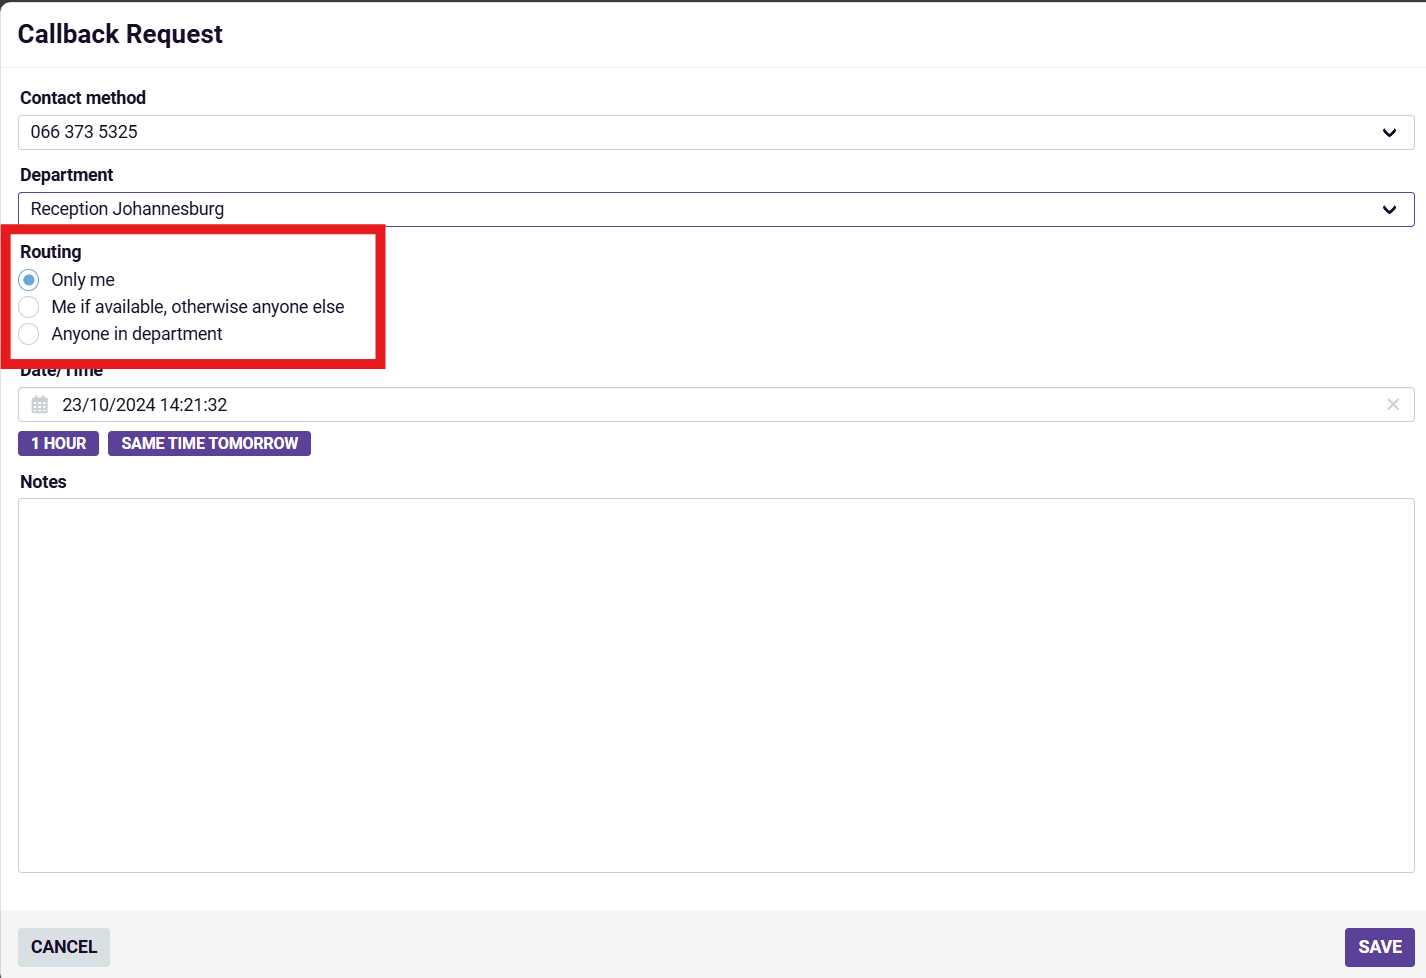 Callback Request
Contact method
066 373 5325
Department
Reception Johannesburg
Routing
Only me
Me if available, otherwise anyone else
Anyone in department
Date/Time
23/10/2024 14:21:32
1 HOUR SAME TIME TOMORROW
Notes
CANCEL SAVE